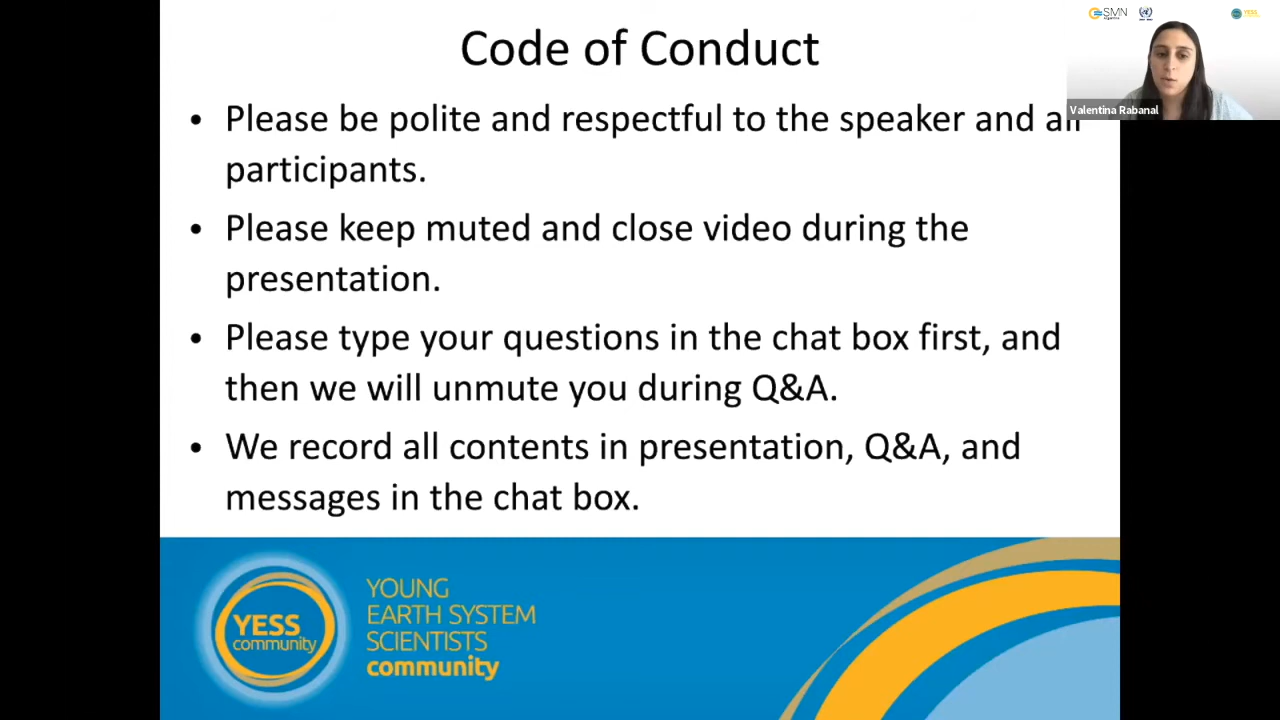 Code of Conduct
SMN
YESS
Valentina Rabanal
• Please be polite and respectful to the speaker and all
participants.
• Please keep muted and close video during the
presentation.
• Please type your questions in the chat box first, and
then we will unmute you during Q&A.
• We record all contents in presentation, Q&A, and
messages in the chat box.
YESS
community
YOUNG
EARTH SYSTEM
SCIENTISTS
community